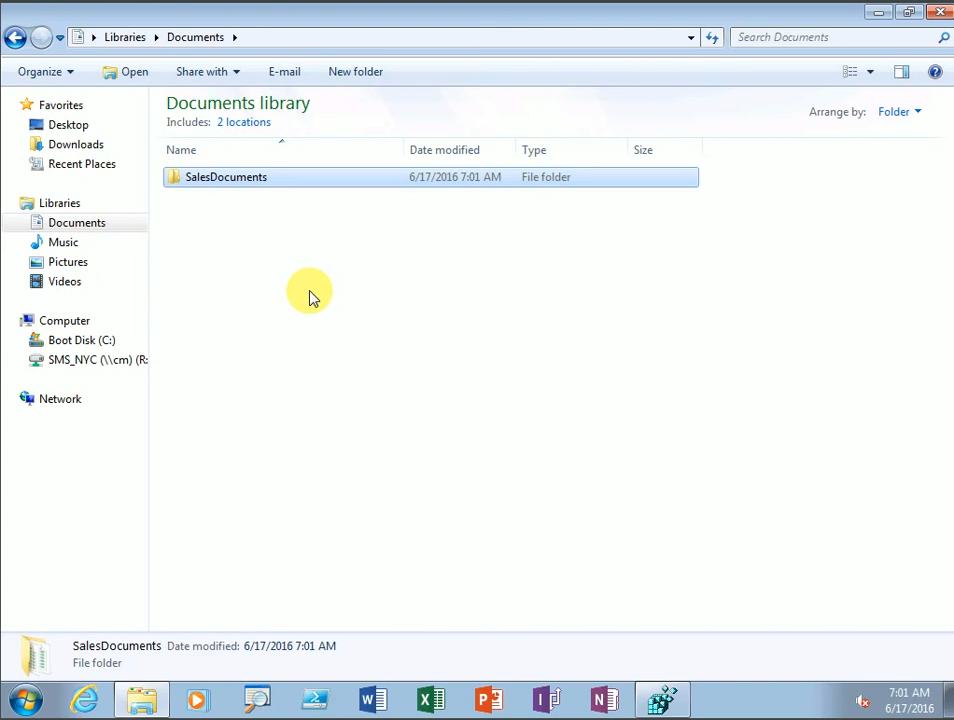 Libraries Documents
Search Documents
Organize Open Share with E-mail New folder
Favorites
Desktop
Downloads
Recent Places
Libraries
Documents
Music
Pictures
Videos
Computer
Boot Disk (C:)
SMS_NYC (\\cm) (R:
Network
Documents library
Includes: 2 locations
Arrange by: Folder
Name Date modified Type Size
SalesDocuments 6/17/2016 7:01 AM File folder
SalesDocuments Date modified: 6/17/2016 7:01 AM
File folder
7:01 AM
6/17/2016